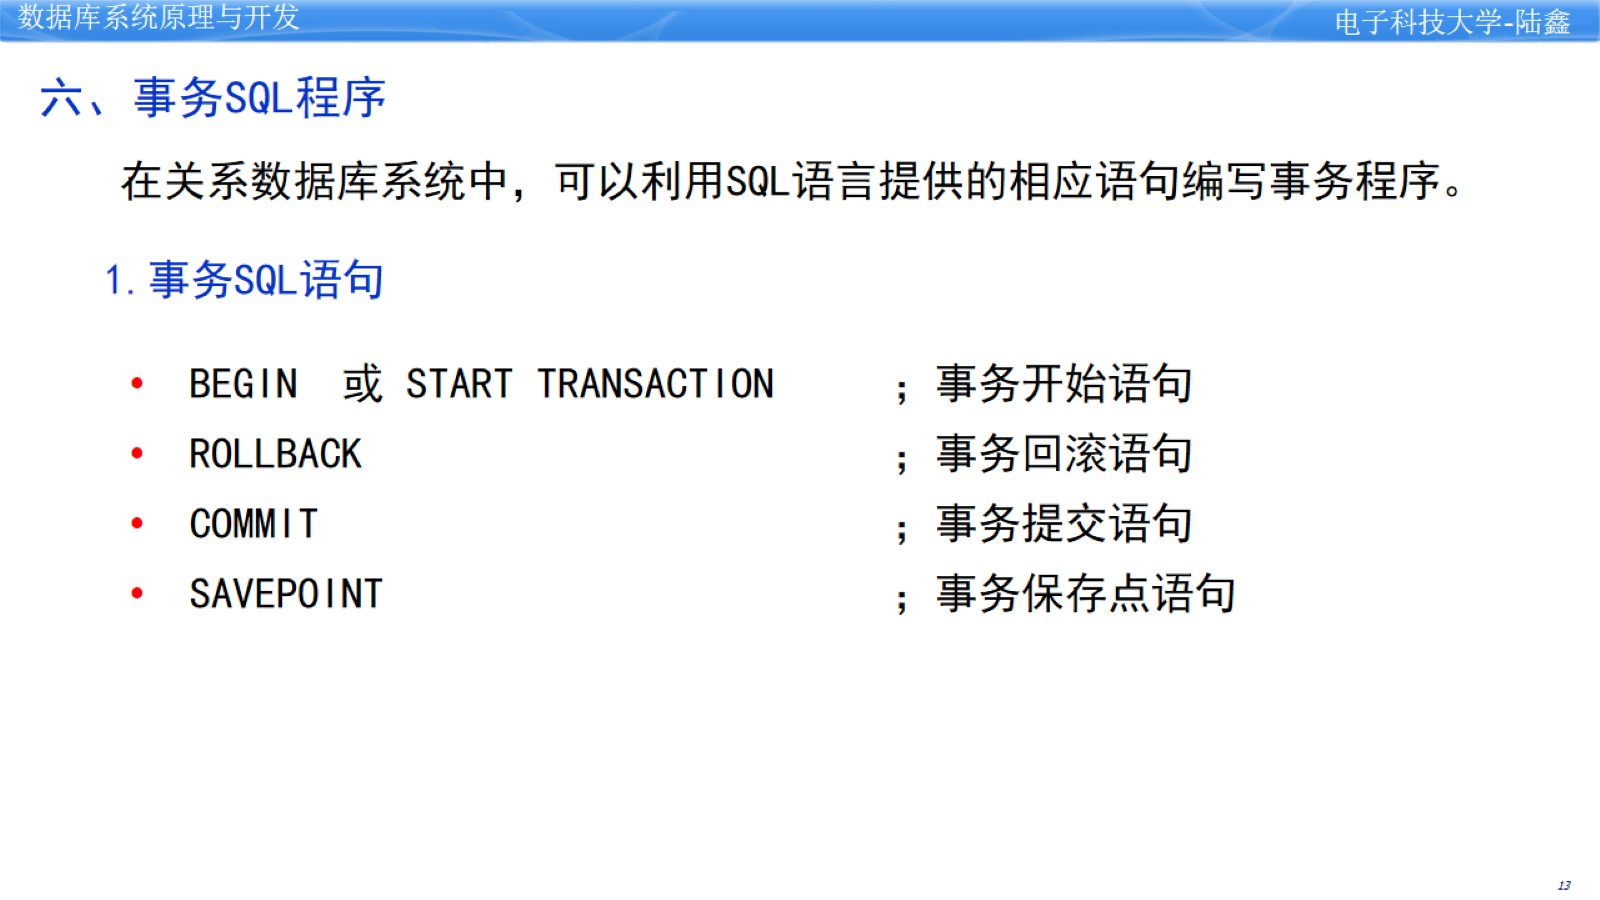 数据库系统原理与开发
电子科技大学-陆鑫
六、事务SQL程序
在关系数据库系统中，可以利用SQL语言提供的相应语句编写事务程序。
1.事务SQL语句
• BEGIN 或 START TRANSACTION ；事务开始语句
• ROLLBACK ；事务回滚语句
• COMMIT ；事务提交语句
• SAVEPOINT ；事务保存点语句
13